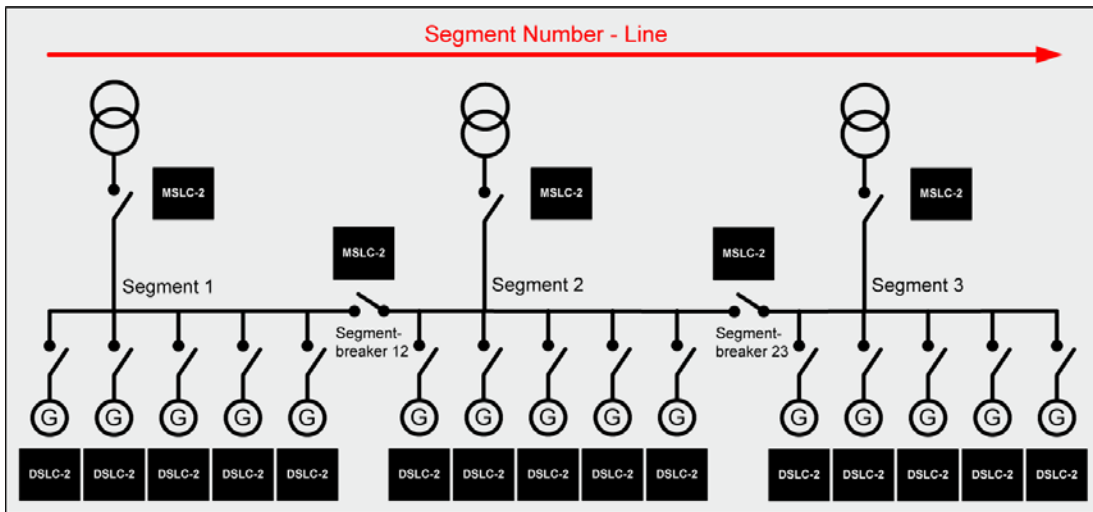 Segment Number - Line
MSLC-2
MSLC-2
MSLC-2
MSLC-2
MSLC-2
Segment 1
Segment 2
Segment 3
Segment-
breaker 12
Segment-
breaker 23
G G G G G G G G G G G G G G G
DSLC-2 DSLC-2 DSLC-2 DSLC-2 DSLC-2 DSLC-2 DSLC-2 DSLC-2 DSLC-2 DSLC-2 DSLC-2 DSLC-2 DSLC-2 DSLC-2 DSLC-2